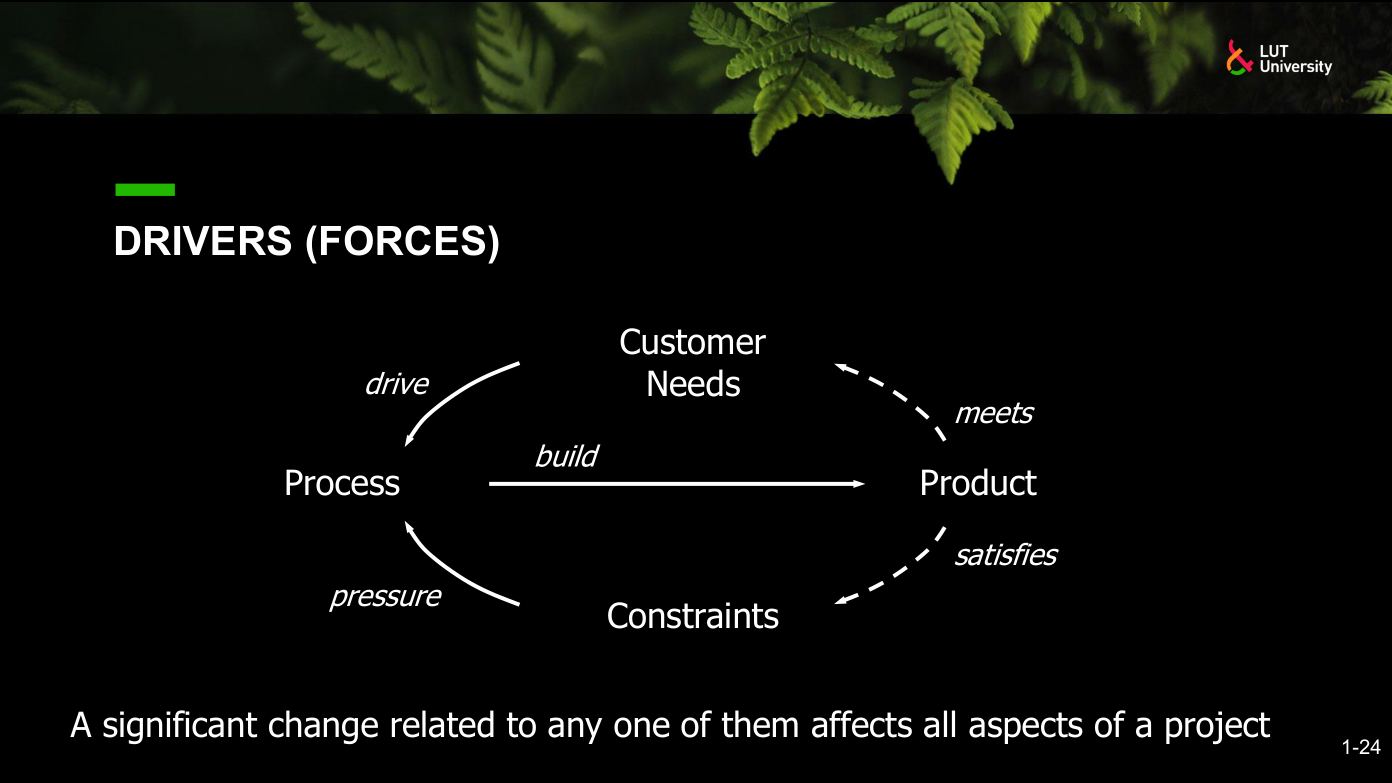 LUT
University
DRIVERS (FORCES)
Customer
Needs
drive
meets
build
Process
Product
satisfies
pressure
Constraints
A significant change related to any one of them affects all aspects of a project
1-24